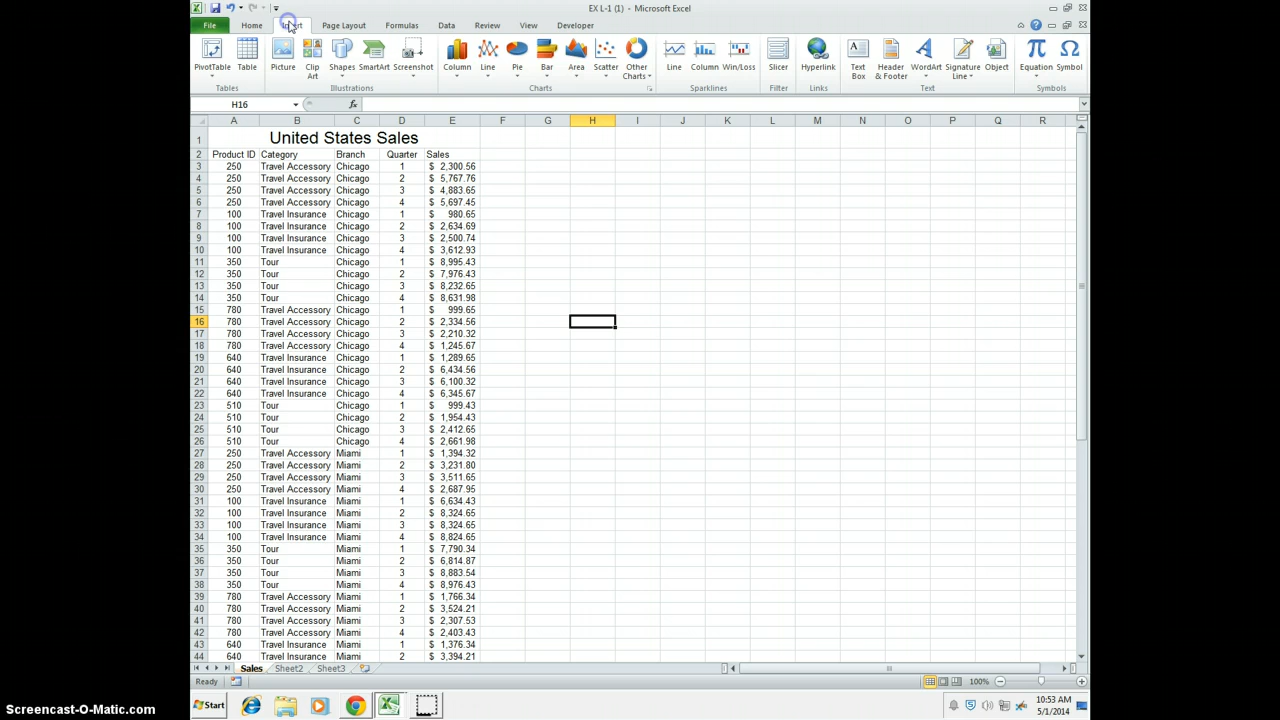 EX L-1 (1) - Microsoft Excel
File Home Insert Page Layout Formulas Data Review View Developer
PivotTable Table Picture Clip Art Shapes SmartArt Screenshot Column Line Pie Bar Area Scatter Other Charts Line Column Win/Loss Slicer Hyperlink Text Box Header & Footer WordArt Signature Line Object Equation Symbol
Tables Illustrations Charts Sparklines Filter Links Text Symbols
H16 fx
A B C D E F G H I J K L M N O P Q R
1 United States Sales
2 Product ID Category Branch Quarter Sales
3 250 Travel Accessory Chicago 1 $ 2,300.56
4 250 Travel Accessory Chicago 2 $ 5,767.76
5 250 Travel Accessory Chicago 3 $ 4,883.65
6 250 Travel Accessory Chicago 4 $ 5,697.45
7 100 Travel Insurance Chicago 1 $ 980.65
8 100 Travel Insurance Chicago 2 $ 2,634.69
9 100 Travel Insurance Chicago 3 $ 2,500.74
10 100 Travel Insurance Chicago 4 $ 3,612.93
11 350 Tour Chicago 1 $ 8,995.43
12 350 Tour Chicago 2 $ 7,976.43
13 350 Tour Chicago 3 $ 8,232.65
14 350 Tour Chicago 4 $ 8,631.98
15 780 Travel Accessory Chicago 1 $ 999.65
16 780 Travel Accessory Chicago 2 $ 2,334.56
17 780 Travel Accessory Chicago 3 $ 2,210.32
18 780 Travel Accessory Chicago 4 $ 1,245.67
19 640 Travel Insurance Chicago 1 $ 1,289.65
20 640 Travel Insurance Chicago 2 $ 6,434.56
21 640 Travel Insurance Chicago 3 $ 6,100.32
22 640 Travel Insurance Chicago 4 $ 6,345.67
23 510 Tour Chicago 1 $ 999.43
24 510 Tour Chicago 2 $ 1,954.43
25 510 Tour Chicago 3 $ 2,412.65
26 510 Tour Chicago 4 $ 2,661.98
27 250 Travel Accessory Miami 1 $ 1,394.32
28 250 Travel Accessory Miami 2 $ 3,231.80
29 250 Travel Accessory Miami 3 $ 3,511.65
30 250 Travel Accessory Miami 4 $ 2,687.95
31 100 Travel Insurance Miami 1 $ 6,634.43
32 100 Travel Insurance Miami 2 $ 8,324.65
33 100 Travel Insurance Miami 3 $ 8,324.65
34 100 Travel Insurance Miami 4 $ 8,824.65
35 350 Tour Miami 1 $ 7,790.34
36 350 Tour Miami 2 $ 6,814.87
37 350 Tour Miami 3 $ 8,883.54
38 350 Tour Miami 4 $ 8,976.43
39 780 Travel Accessory Miami 1 $ 1,766.34
40 780 Travel Accessory Miami 2 $ 3,524.21
41 780 Travel Accessory Miami 3 $ 2,307.53
42 780 Travel Accessory Miami 4 $ 2,403.43
43 640 Travel Insurance Miami 1 $ 1,376.34
44 640 Travel Insurance Miami 2 $ 3,394.21
Sales Sheet2 Sheet3
Ready 100%
Start 10:53 AM
5/1/2014
Screencast-O-Matic.com